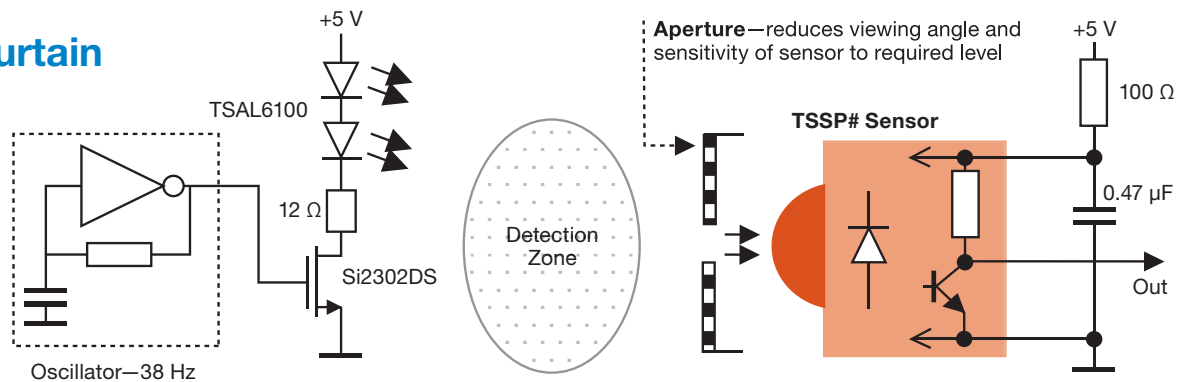 urtain
+5 V
TSAL6100
12 Ω
Si2302DS
Oscillator—38 Hz
Detection
Zone
Aperture—reduces viewing angle and
sensitivity of sensor to required level
TSSP# Sensor
+5 V
100 Ω
0.47 µF
Out